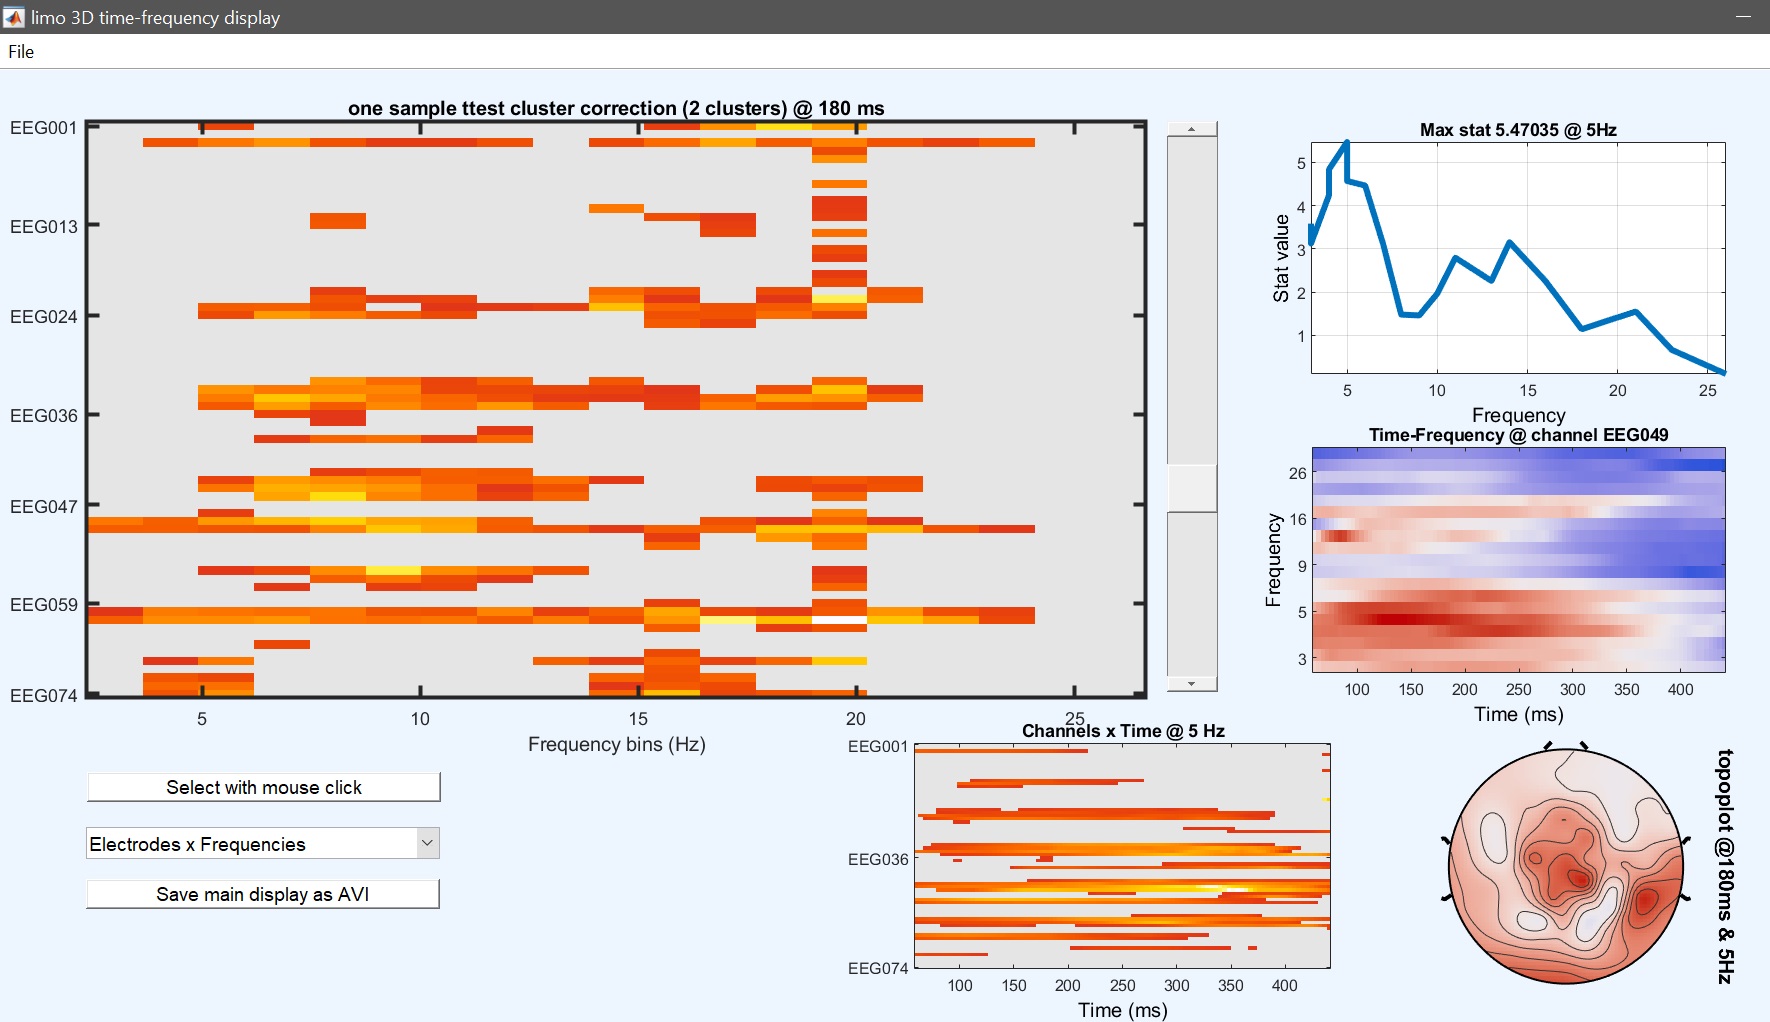 limo 3D time-frequency display
File
one sample ttest cluster correction (2 clusters) @ 180 ms
EEG001
EEG013
EEG024
EEG036
EEG047
EEG059
EEG074
5 10 15 20 25
Frequency bins (Hz)
Max stat 5.47035 @ 5Hz
Stat value
5
4
3
2
1
5 10 15 20 25
Frequency
Time-Frequency @ channel EEG049
Frequency
26
16
9
5
3
100 150 200 250 300 350 400
Time (ms)
Select with mouse click
Electrodes x Frequencies
Save main display as AVI
Channels x Time @ 5 Hz
EEG001
EEG036
EEG074
100 150 200 250 300 350 400
Time (ms)
topoplot @180ms & 5Hz